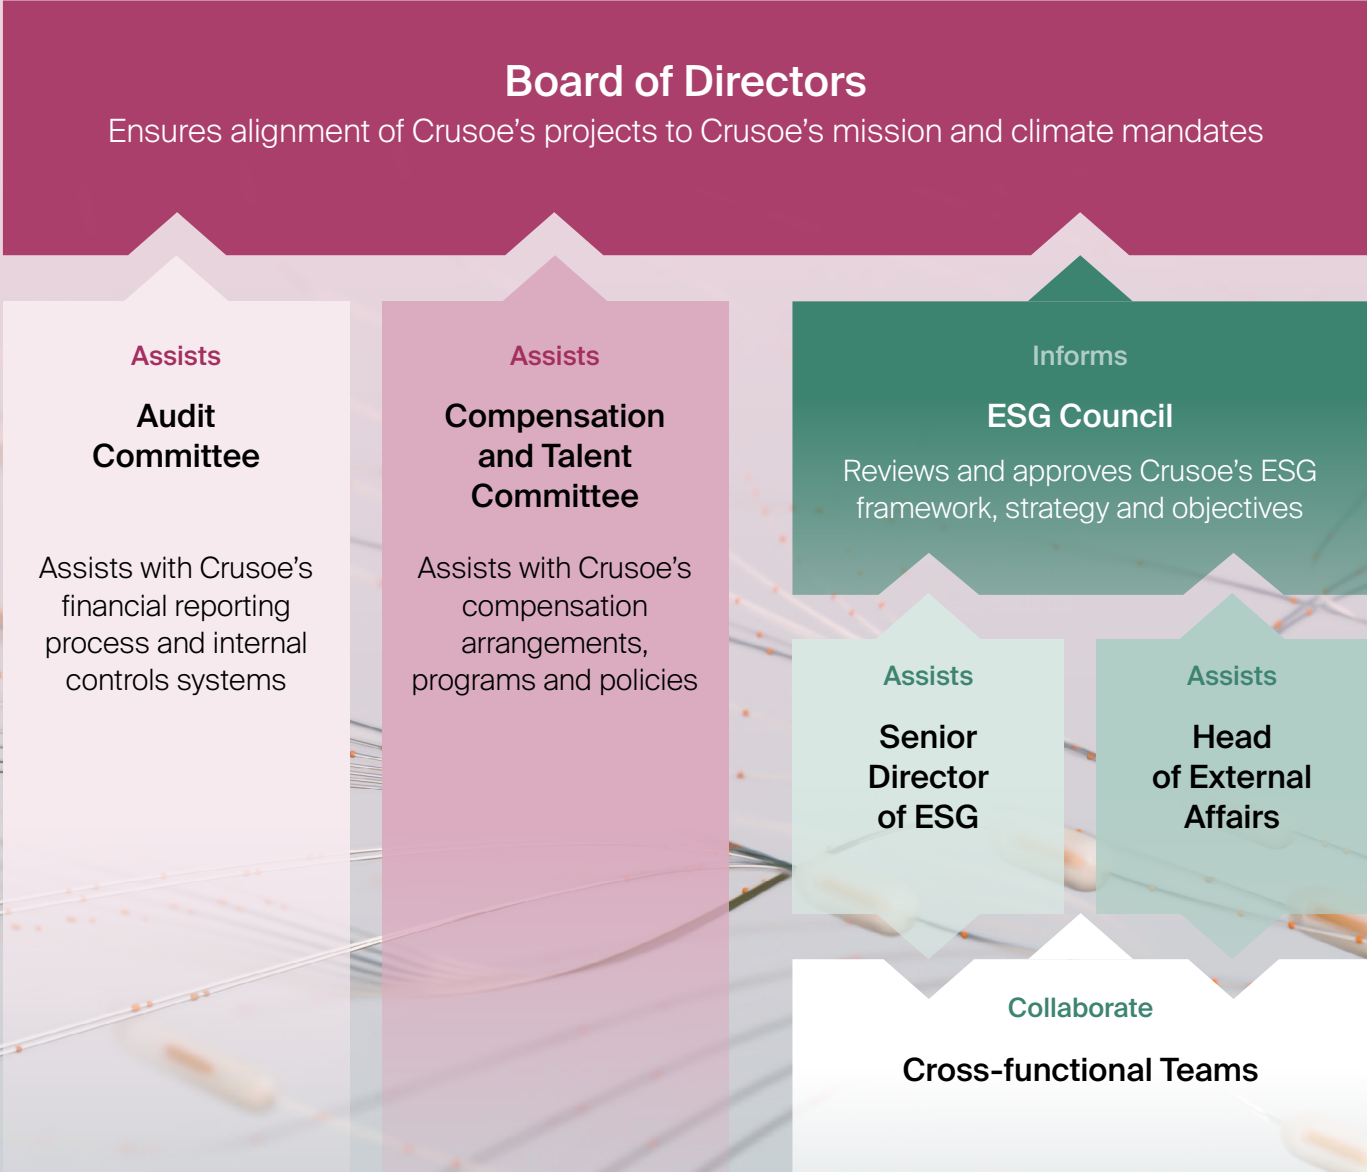 Board of Directors
Ensures alignment of Crusoe’s projects to Crusoe’s mission and climate mandates
Assists
Audit
Committee
Assists with Crusoe’s
financial reporting
process and internal
controls systems
Assists
Compensation
and Talent
Committee
Assists with Crusoe’s
compensation
arrangements,
programs and policies
Informs
ESG Council
Reviews and approves Crusoe’s ESG
framework, strategy and objectives
Assists
Senior
Director
of ESG
Assists
Head
of External
Affairs
Collaborate
Cross-functional Teams